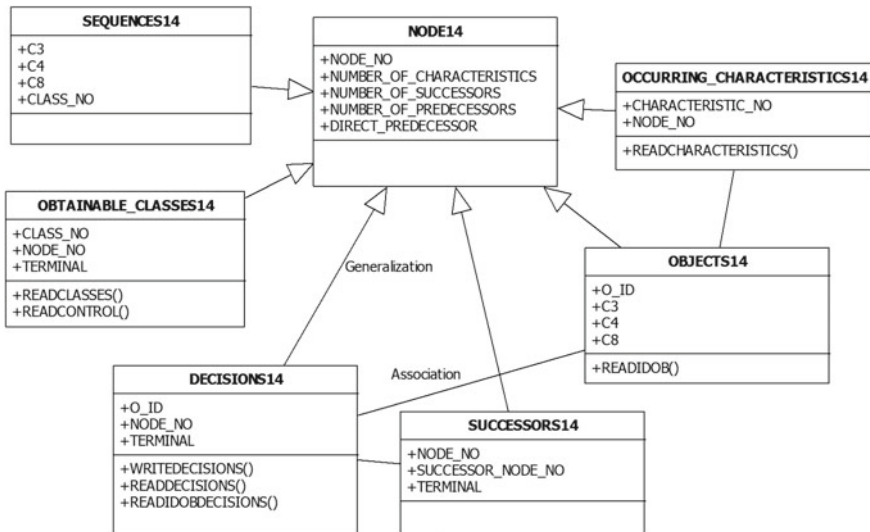 SEQUENCES14
+C3
+C4
+C8
+CLASS_NO
NODE14
+NODE_NO
+NUMBER_OF_CHARACTERISTICS
+NUMBER_OF_SUCCESSORS
+NUMBER_OF_PREDECESSORS
+DIRECT_PREDECESSOR
OCCURRING_CHARACTERISTICS14
+CHARACTERISTIC_NO
+NODE_NO
+READCHARACTERISTICS()
OBTAINABLE_CLASSES14
+CLASS_NO
+NODE_NO
+TERMINAL
+READCLASSES()
+READCONTROL()
Generalization
OBJECTS14
+O_ID
+C3
+C4
+C8
+READIDOB()
Association
DECISIONS14
+O_ID
+NODE_NO
+TERMINAL
+WRITEDECISIONS()
+READDECISIONS()
+READIDOBDECISIONS()
SUCCESSORS14
+NODE_NO
+SUCCESSOR_NODE_NO
+TERMINAL